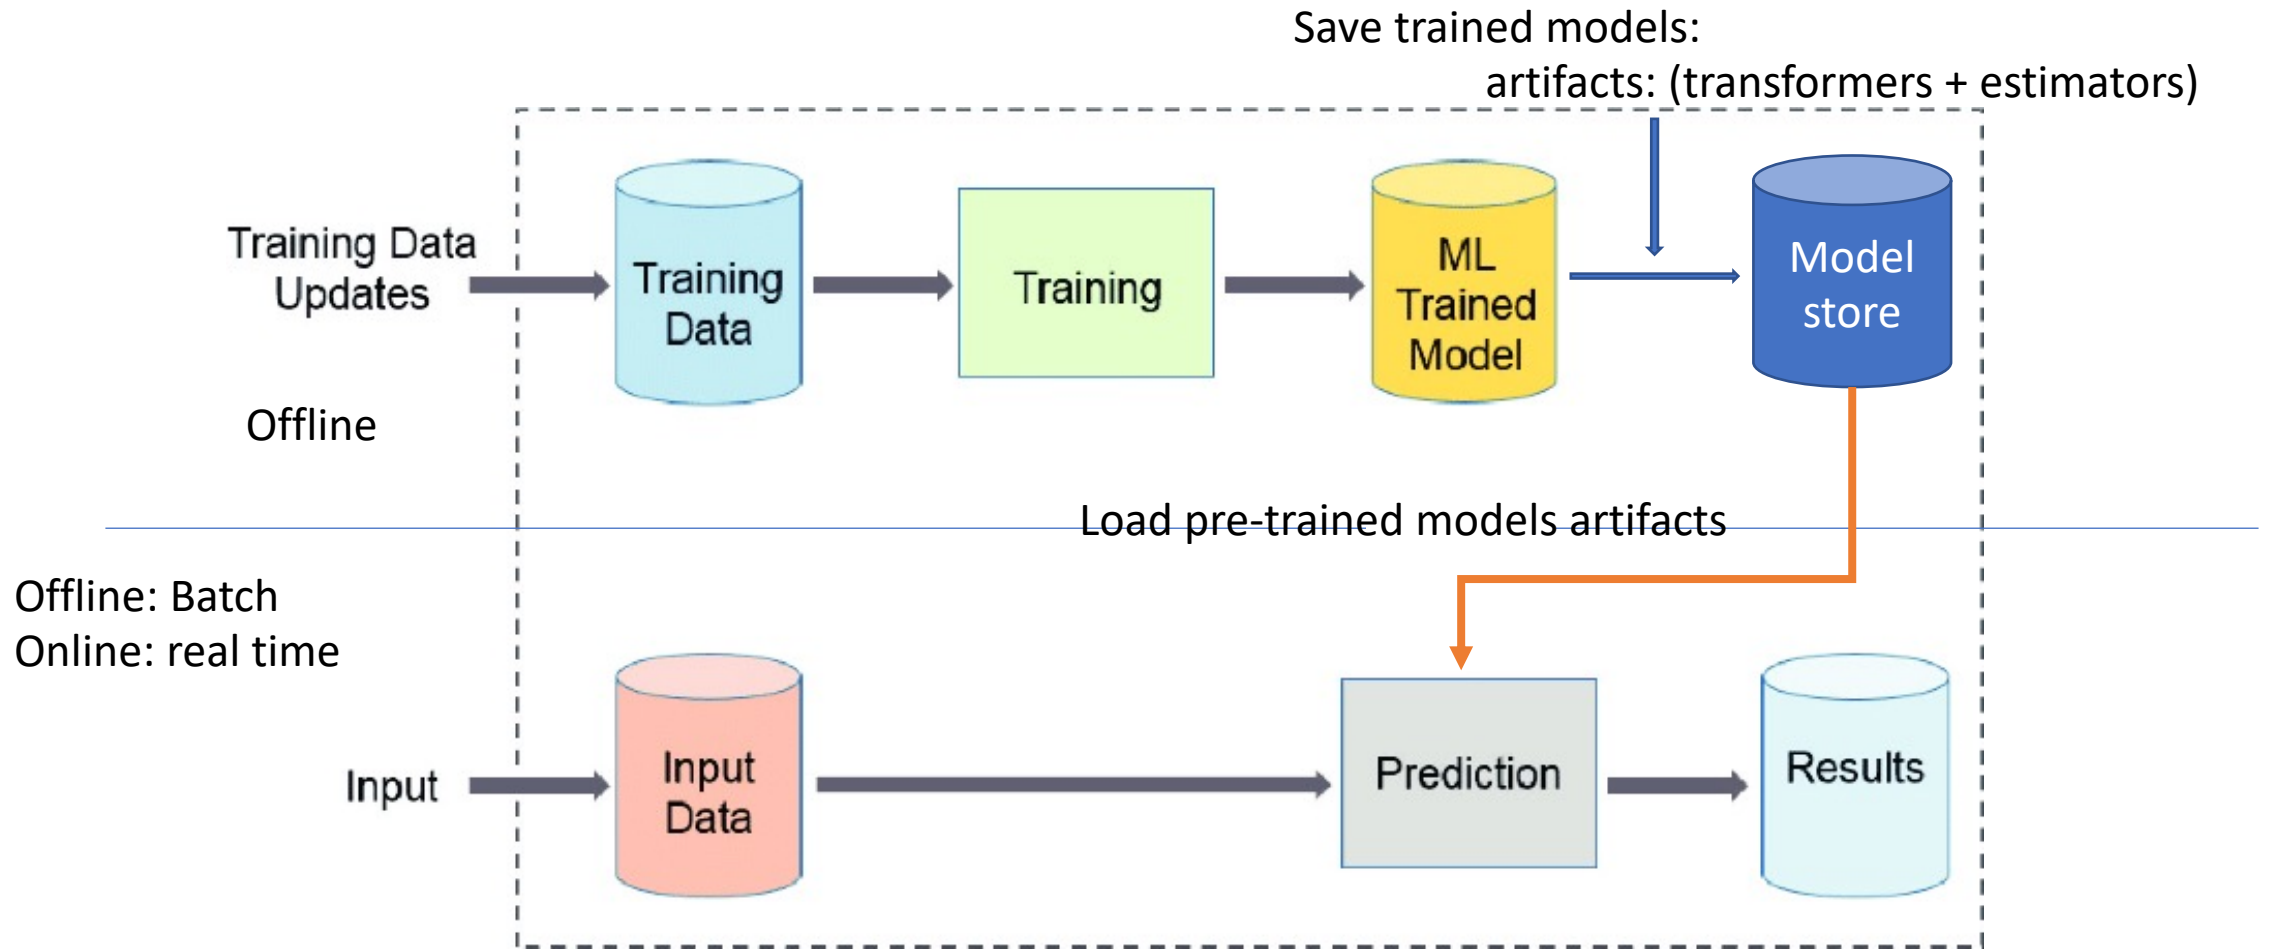 Save trained models:
artifacts: (transformers + estimators)
Training Data
Updates
Training
Data
Training
ML
Trained
Model
Model
store
Offline
Load pre-trained models artifacts
Offline: Batch
Online: real time
Input
Input
Data
Prediction
Results